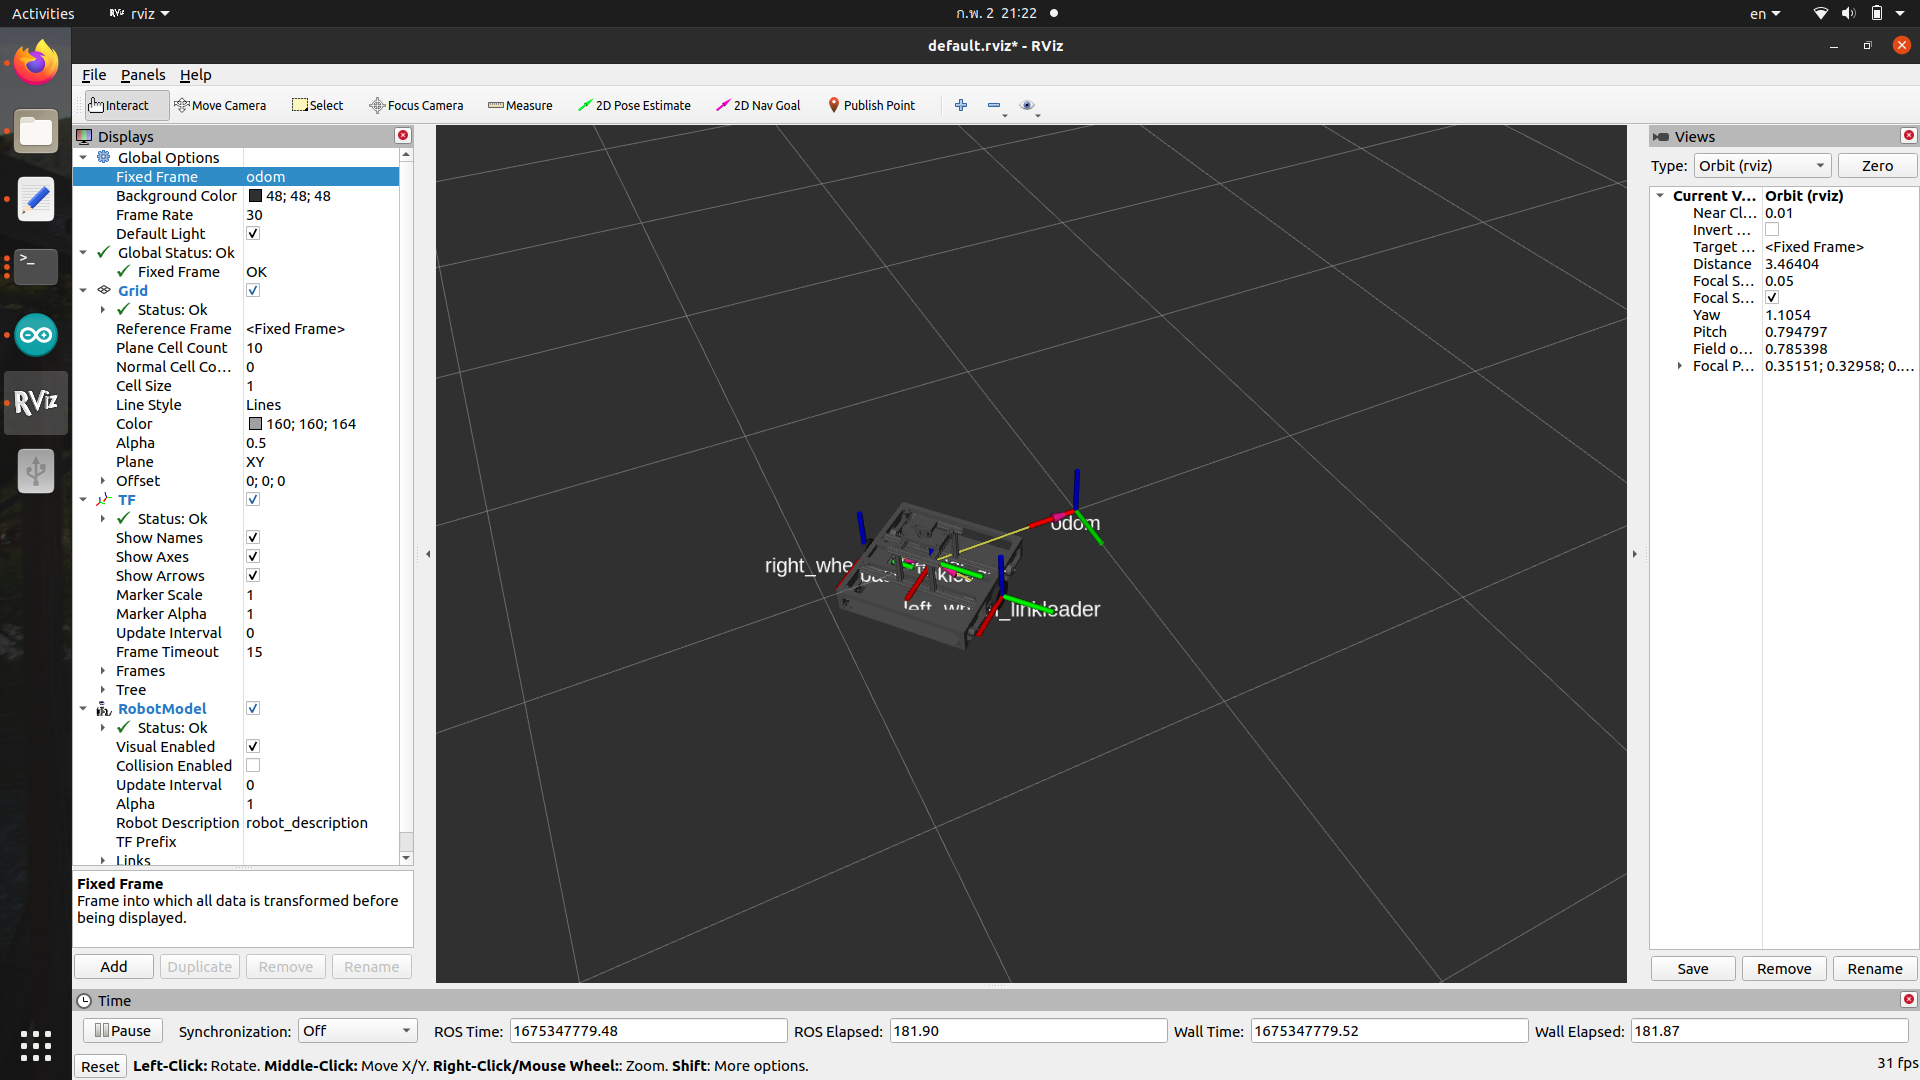 Activities
rviz
ก.พ. 2 21:22
en
default.rviz* - RViz
File Panels Help
Interact
Move Camera
Select
Focus Camera
Measure
2D Pose Estimate
2D Nav Goal
Publish Point
Displays
Global Options
Fixed Frame odom
Background Color 48; 48; 48
Frame Rate 30
Default Light
Global Status: Ok
Fixed Frame OK
Grid
Status: Ok
Reference Frame <Fixed Frame>
Plane Cell Count 10
Normal Cell Co... 0
Cell Size 1
Line Style Lines
Color 160; 160; 164
Alpha 0.5
Plane XY
Offset 0; 0; 0
TF
Status: Ok
Show Names
Show Axes
Show Arrows
Marker Scale 1
Marker Alpha 1
Update Interval 0
Frame Timeout 15
Frames
Tree
RobotModel
Status: Ok
Visual Enabled
Collision Enabled
Update Interval 0
Alpha 1
Robot Description robot_description
TF Prefix
Links
Fixed Frame
Frame into which all data is transformed before
being displayed.
Add Duplicate Remove Rename
odom
right_whe
_linkleader
Views
Type: Orbit (rviz) Zero
Current V... Orbit (rviz)
Near Cl... 0.01
Invert ...
Target ... <Fixed Frame>
Distance 3.46404
Focal S... 0.05
Focal S...
Yaw 1.1054
Pitch 0.794797
Field o... 0.785398
Focal P... 0.35151; 0.32958; 0....
Save Remove Rename
Time
Pause Synchronization: Off ROS Time: 1675347779.48 ROS Elapsed: 181.90 Wall Time: 1675347779.52 Wall Elapsed: 181.87
Reset Left-Click: Rotate. Middle-Click: Move X/Y. Right-Click/Mouse Wheel:: Zoom. Shift: More options. 31 fps
RViz